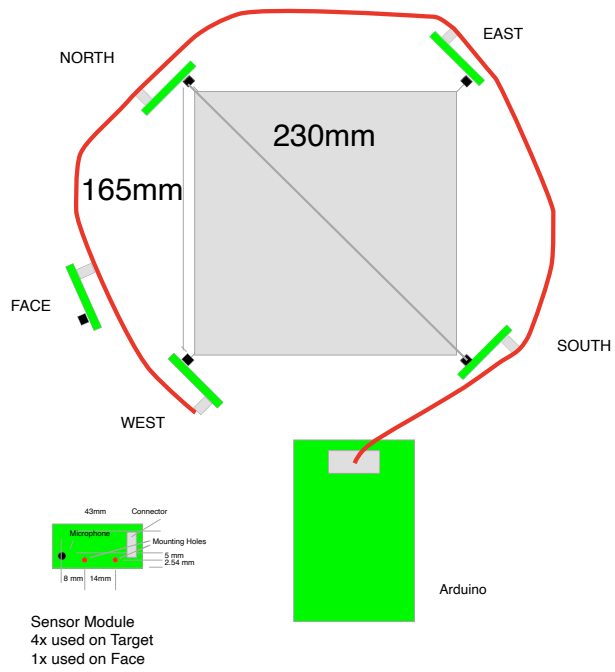 EAST
NORTH
230mm
165mm
FACE
SOUTH
WEST
43mm
Connector
Microphone
Mounting Holes
5 mm
2.54 mm
8 mm
14mm
Arduino
Sensor Module
4x used on Target
1x used on Face